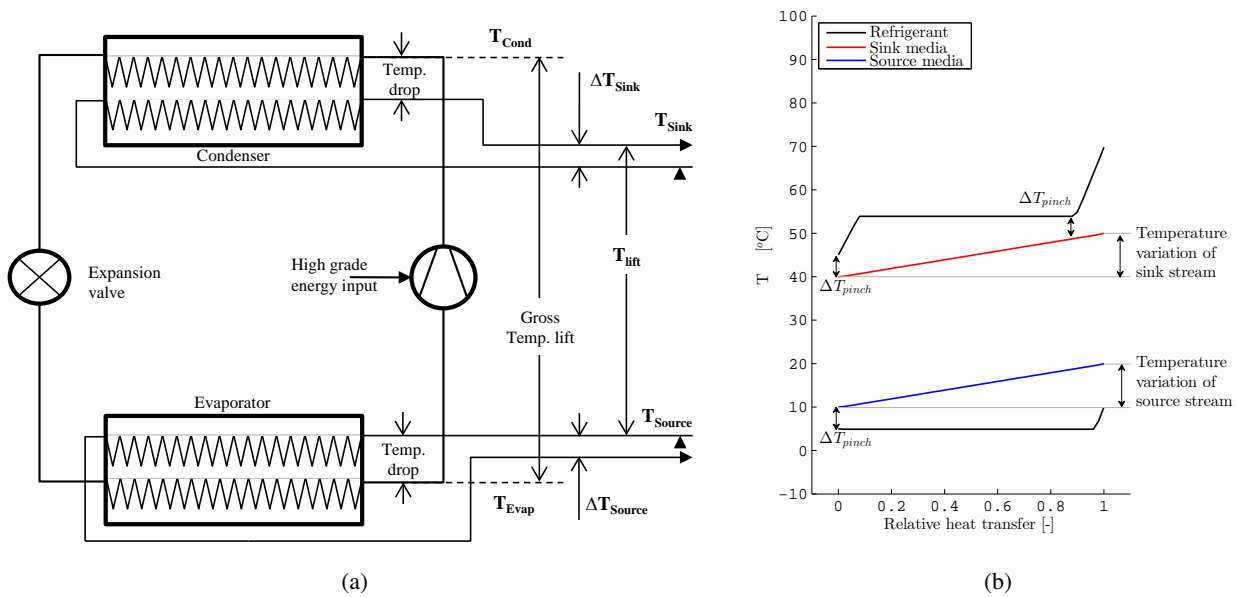 T_Cond
Temp.
drop
ΔT_Sink
T_Sink
Condenser
T_lift
Expansion
valve
High grade
energy input
Gross
Temp. lift
Evaporator
T_Source
Temp.
drop
T_Evap
ΔT_Source
(a)
100
90
80
70
60
50
40
30
20
10
0
−10
T [°C]
Refrigerant
Sink media
Source media
ΔT_pinch
ΔT_pinch
Temperature
variation of
sink stream
Temperature
variation of
source stream
ΔT_pinch
0 0.2 0.4 0.6 0.8 1
Relative heat transfer [-]
(b)